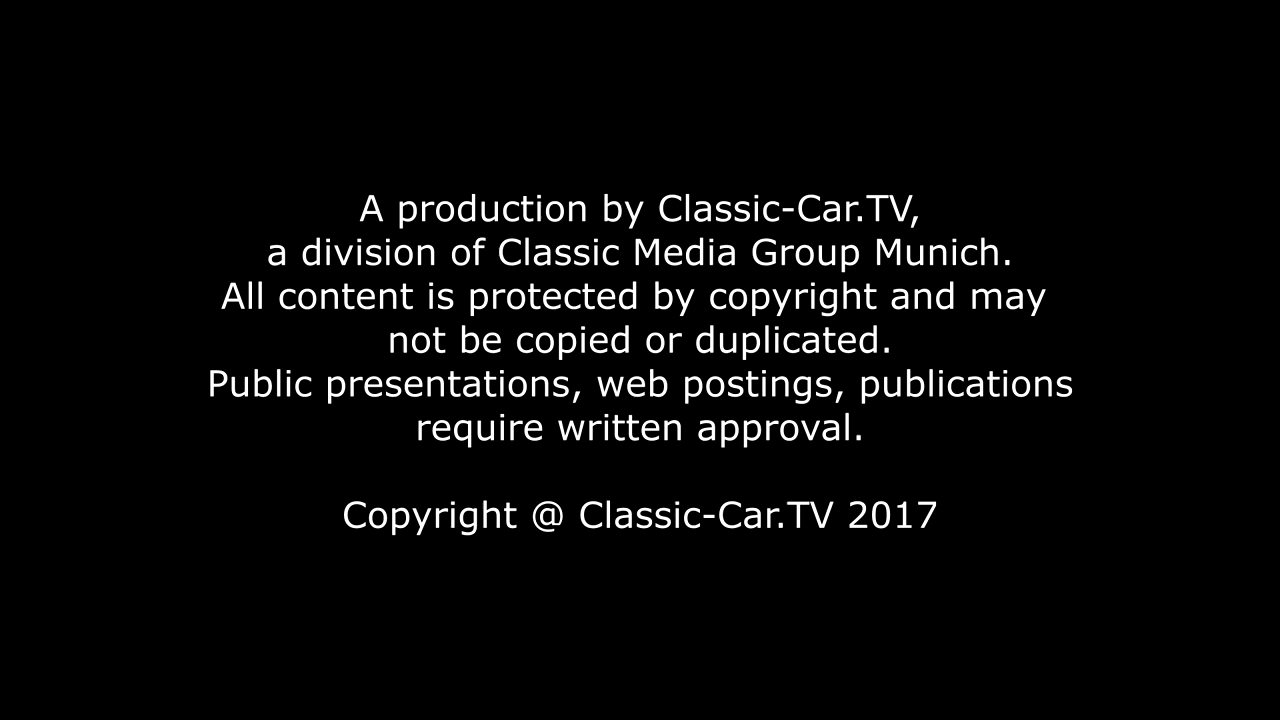 A production by Classic-Car.TV,
a division of Classic Media Group Munich.
All content is protected by copyright and may
not be copied or duplicated.
Public presentations, web postings, publications
require written approval.
Copyright @ Classic-Car.TV 2017